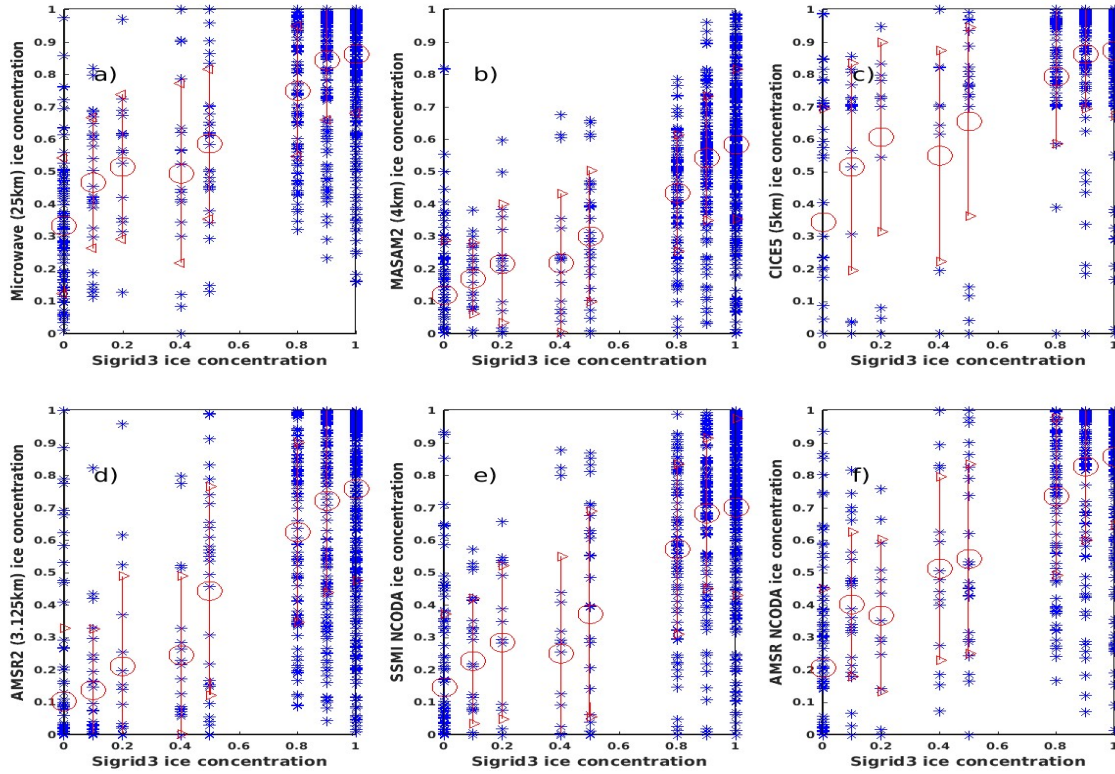 Microwave (25km) ice concentration
1
0.9
0.8
0.7
0.6
0.5
0.4
0.3
0.2
0.1
0
a)
0 0.2 0.4 0.6 0.8 1
Sigrid3 ice concentration
MASAM2 (4km) ice concentration
1
0.9
0.8
0.7
0.6
0.5
0.4
0.3
0.2
0.1
0
b)
0 0.2 0.4 0.6 0.8 1
Sigrid3 ice concentration
CICE5 (5km) ice concentration
1
0.9
0.8
0.7
0.6
0.5
0.4
0.3
0.2
0.1
0
c)
0 0.2 0.4 0.6 0.8 1
Sigrid3 ice concentration
AMSR2 (3.125km) ice concentration
1
0.9
0.8
0.7
0.6
0.5
0.4
0.3
0.2
0.1
0
d)
0 0.2 0.4 0.6 0.8 1
Sigrid3 ice concentration
SSMI NCODA ice concentration
1
0.9
0.8
0.7
0.6
0.5
0.4
0.3
0.2
0.1
0
e)
0 0.2 0.4 0.6 0.8 1
Sigrid3 ice concentration
AMSR NCODA ice concentration
1
0.9
0.8
0.7
0.6
0.5
0.4
0.3
0.2
0.1
0
f)
0 0.2 0.4 0.6 0.8 1
Sigrid3 ice concentration